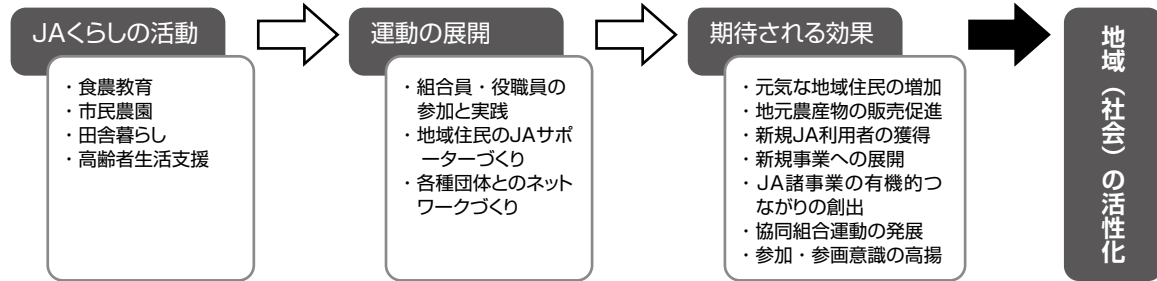 JAくらしの活動
・食農教育
・市民農園
・田舎暮らし
・高齢者生活支援
運動の展開
・組合員・役職員の
参加と実践
・地域住民のJAサポ
ーターづくり
・各種団体とのネット
ワークづくり
期待される効果
・元気な地域住民の増加
・地元農産物の販売促進
・新規JA利用者の獲得
・新規事業への展開
・JA諸事業の有機的つ
ながりの創出
・協同組合運動の発展
・参加・参画意識の高揚
地域（社会）の活性化